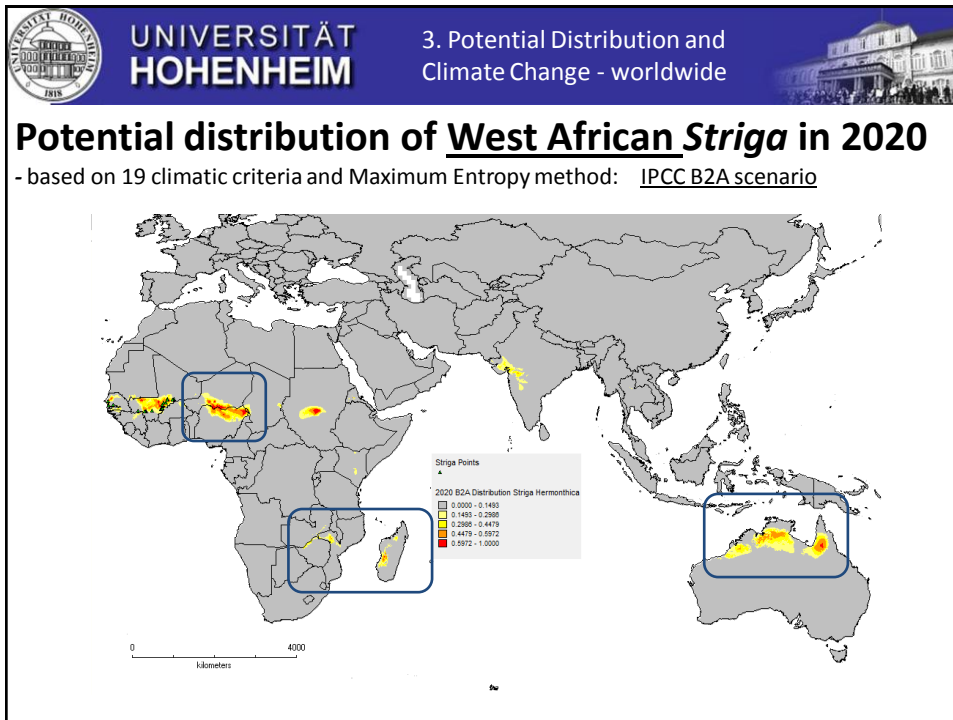 UNIVERSITÄT
HOHENHEIM
UNIVERSITÄT HOHENHEIM
1818
3. Potential Distribution and
Climate Change - worldwide
Potential distribution of West African Striga in 2020
- based on 19 climatic criteria and Maximum Entropy method: IPCC B2A scenario
Striga Points
2020 B2A Distribution Striga Hermonthica
0.0000 - 0.1493
0.1493 - 0.2986
0.2986 - 0.4479
0.4479 - 0.5972
0.5972 - 1.0000
0 4000
kilometers